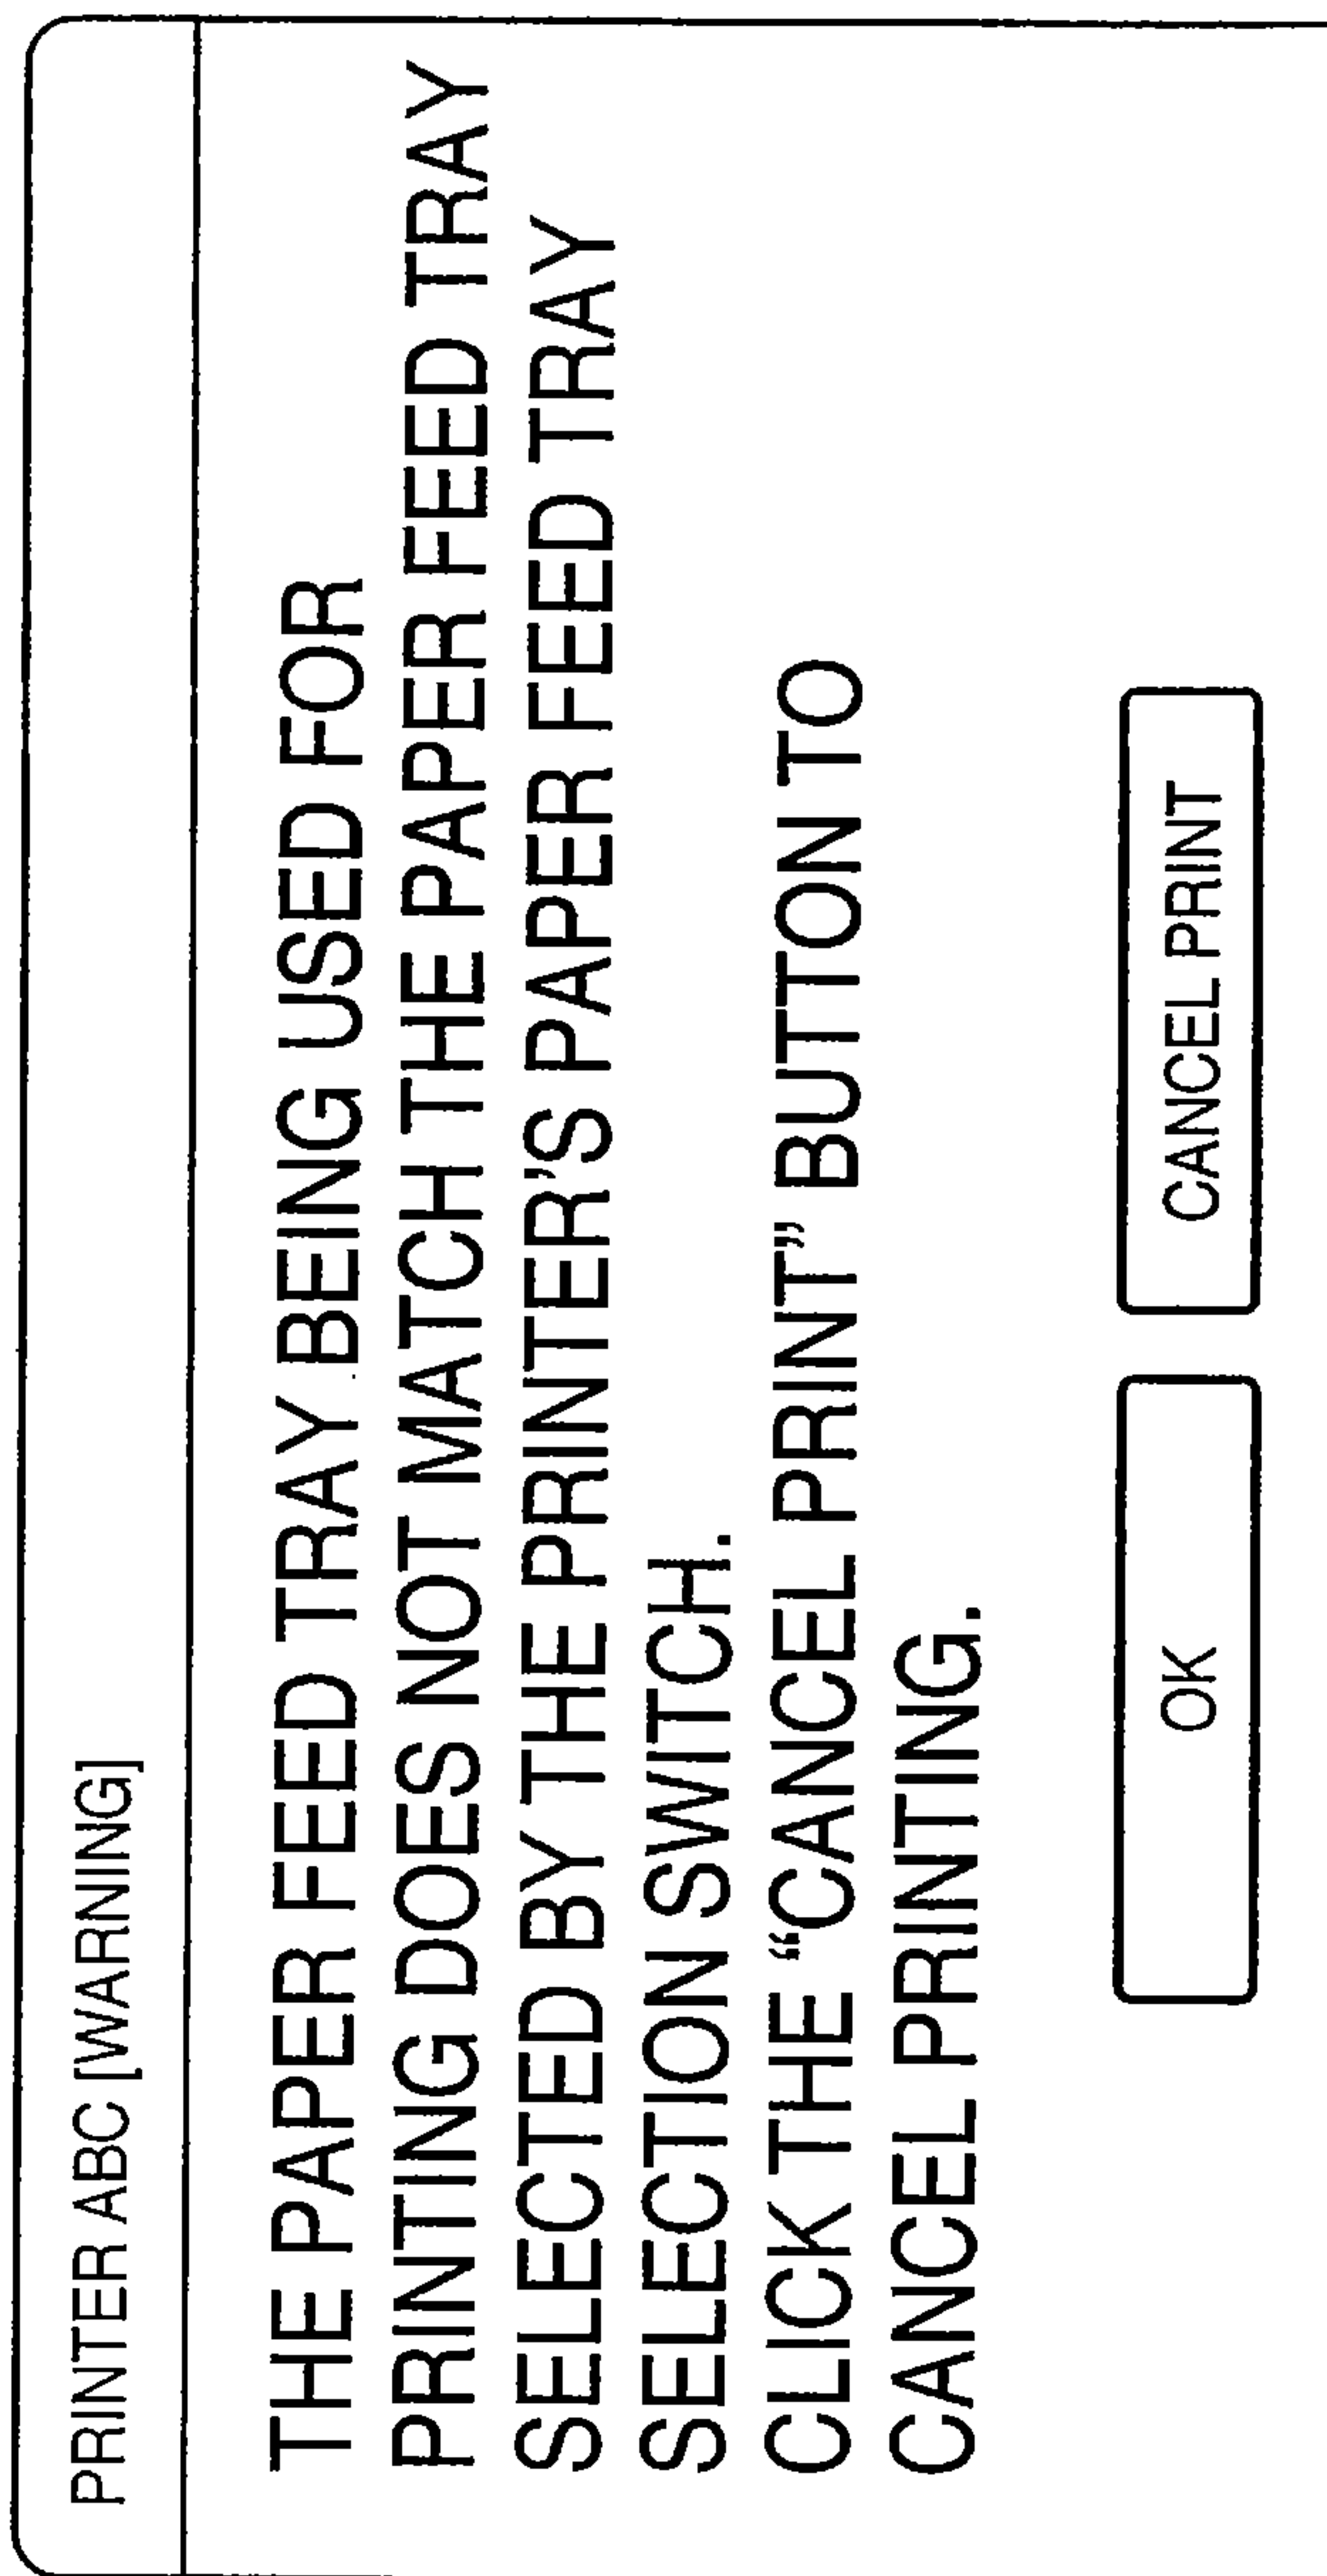 PRINTER ABC [WARNING]
THE PAPER FEED TRAY BEING USED FOR
PRINTING DOES NOT MATCH THE PAPER FEED TRAY
SELECTED BY THE PRINTER'S PAPER FEED TRAY
SELECTION SWITCH.
CLICK THE “CANCEL PRINT” BUTTON TO
CANCEL PRINTING.
OK
CANCEL PRINT